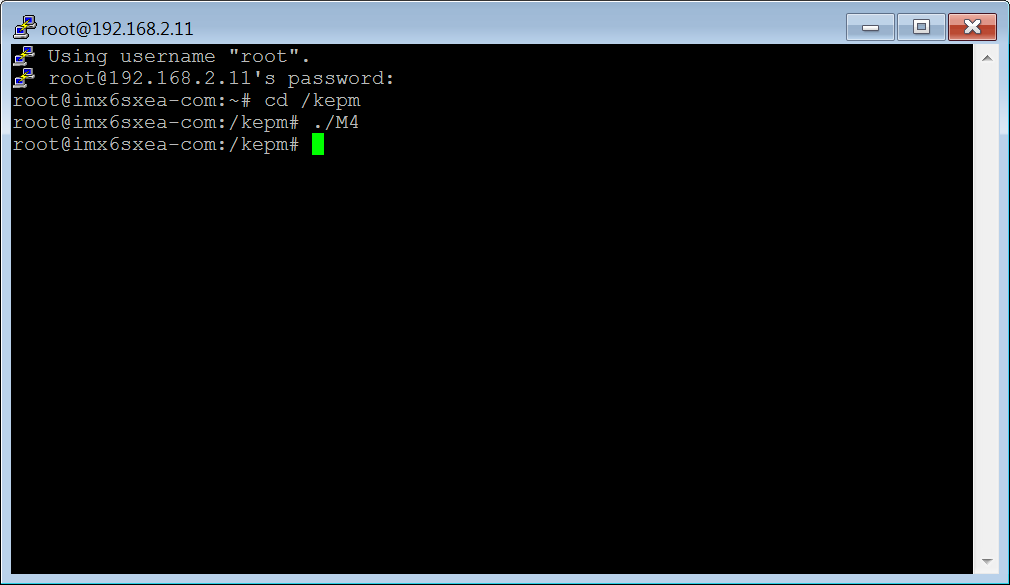 root@192.168.2.11
Using username "root".
root@192.168.2.11's password:
root@imx6sxea-com:~# cd /kepm
root@imx6sxea-com:/kepm# ./M4
root@imx6sxea-com:/kepm#